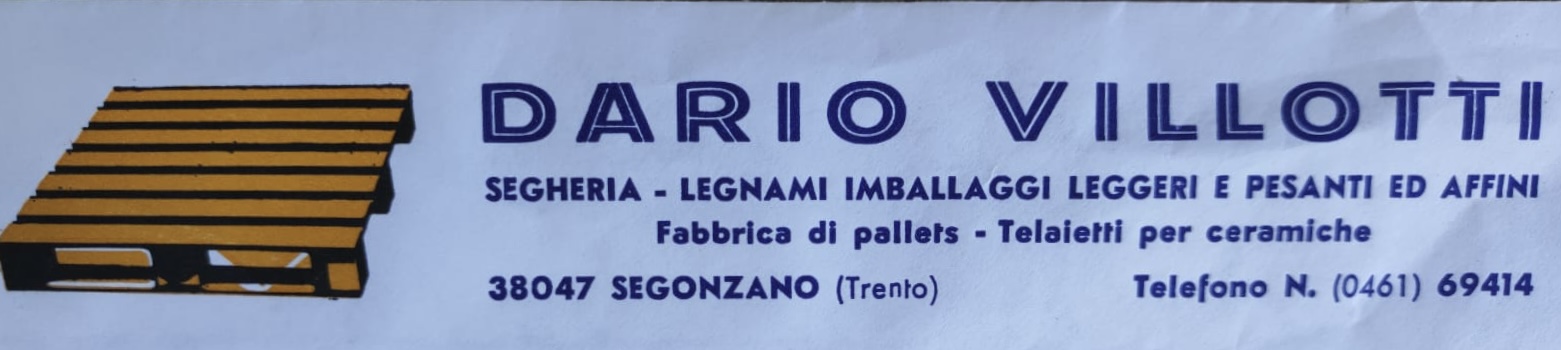 DARIO VILLOTTI
SEGHERIA - LEGNAMI IMBALLAGGI LEGGERI E PESANTI ED AFFINI
Fabbrica di pallets - Telaietti per ceramiche
38047 SEGONZANO (Trento) Telefono N. (0461) 69414